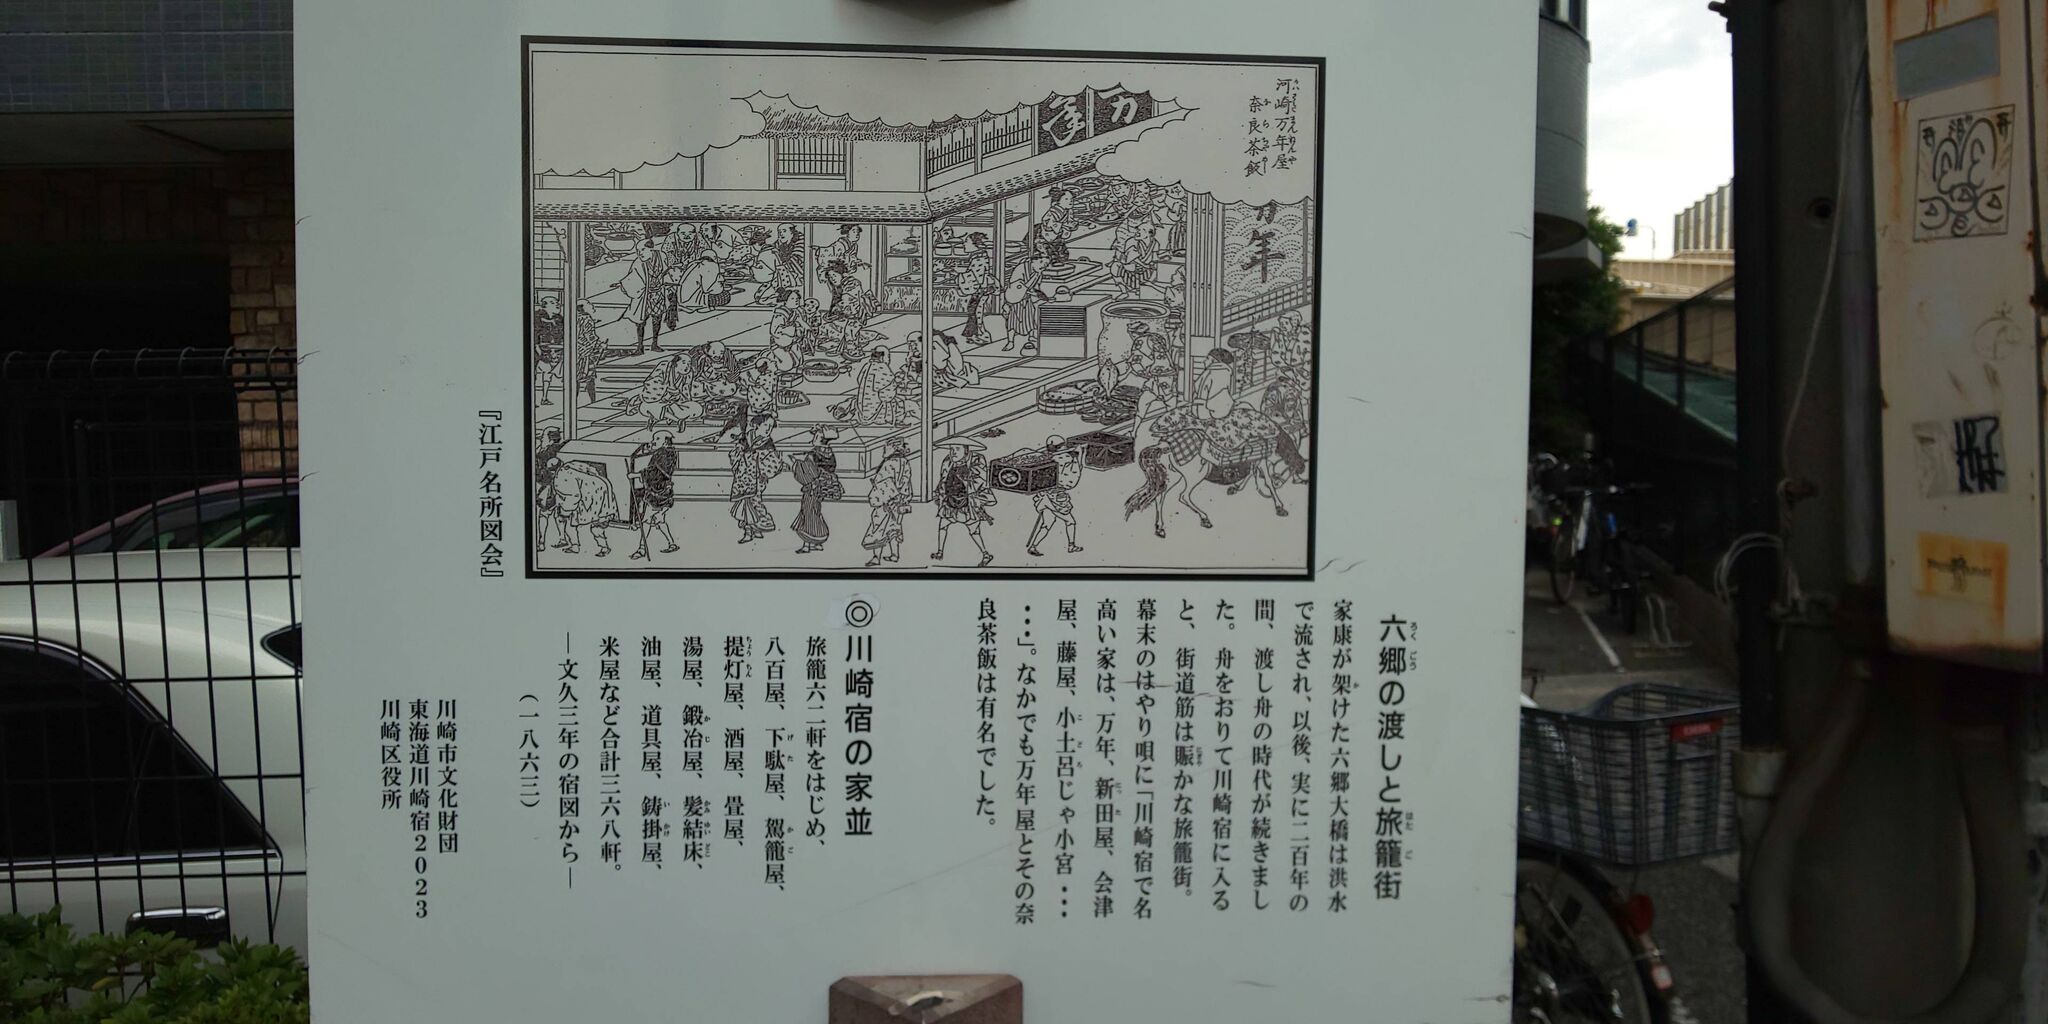 河崎万年屋
奈良茶飯
万年
万年
『江戸名所図会』
六郷の渡しと旅籠街
家康が架けた六郷大橋は洪水
で流され、以後、実に二百年の
間、渡し舟の時代が続きまし
た。舟をおりて川崎宿に入る
と、街道筋は賑かな旅籠街。
幕末のはやり唄に「川崎宿で名
高い家は、万年、新田屋、会津
屋、藤屋、小土呂じゃ小宮・・・
・・・」。なかでも万年屋とその奈
良茶飯は有名でした。
◎川崎宿の家並
旅籠六二軒をはじめ、
八百屋、下駄屋、駕籠屋、
提灯屋、酒屋、畳屋、
湯屋、鍛冶屋、髪結床、
油屋、道具屋、鋳掛屋、
米屋など合計三六八軒。
―文久三年の宿図から―
(一八六三)
川崎市文化財団
東海道川崎宿2023
川崎区役所